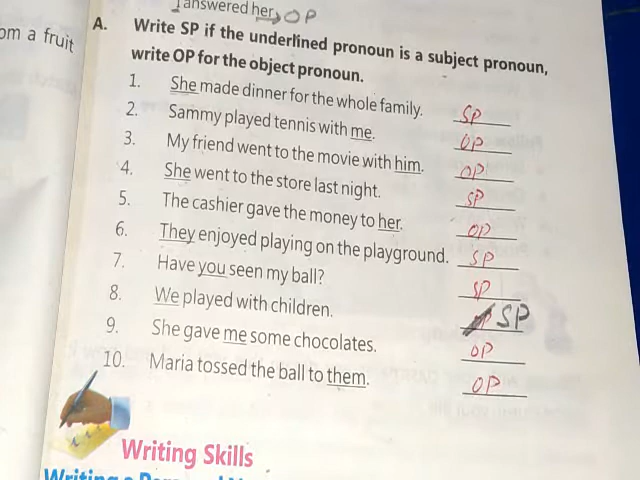 I answered her → OP
om a fruit
A. Write SP if the underlined pronoun is a subject pronoun,
write OP for the object pronoun.
1. She made dinner for the whole family. SP
2. Sammy played tennis with me. OP
3. My friend went to the movie with him. OP
4. She went to the store last night. SP
5. The cashier gave the money to her. OP
6. They enjoyed playing on the playground. SP
7. Have you seen my ball? SP
8. We played with children. SP
9. She gave me some chocolates. OP
10. Maria tossed the ball to them. OP
Writing Skills
Writing a